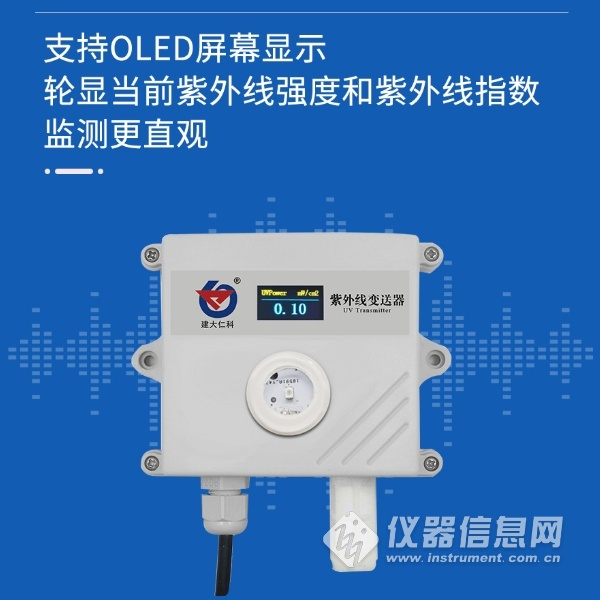 支持OLED屏幕显示
轮显当前紫外线强度和紫外线指数
监测更直观
®
建大仁科
UVPower mW/cm2
0.10
紫外线变送器
UV Transmitter
仪器信息网
www.instrument.com.cn